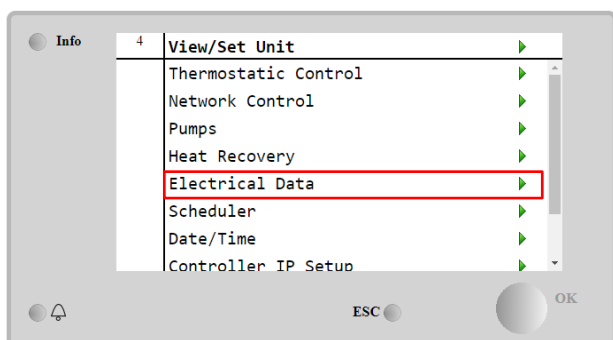 Info
4 View/Set Unit
Thermostatic Control
Network Control
Pumps
Heat Recovery
Electrical Data
Scheduler
Date/Time
Controller IP Setup
ESC
OK